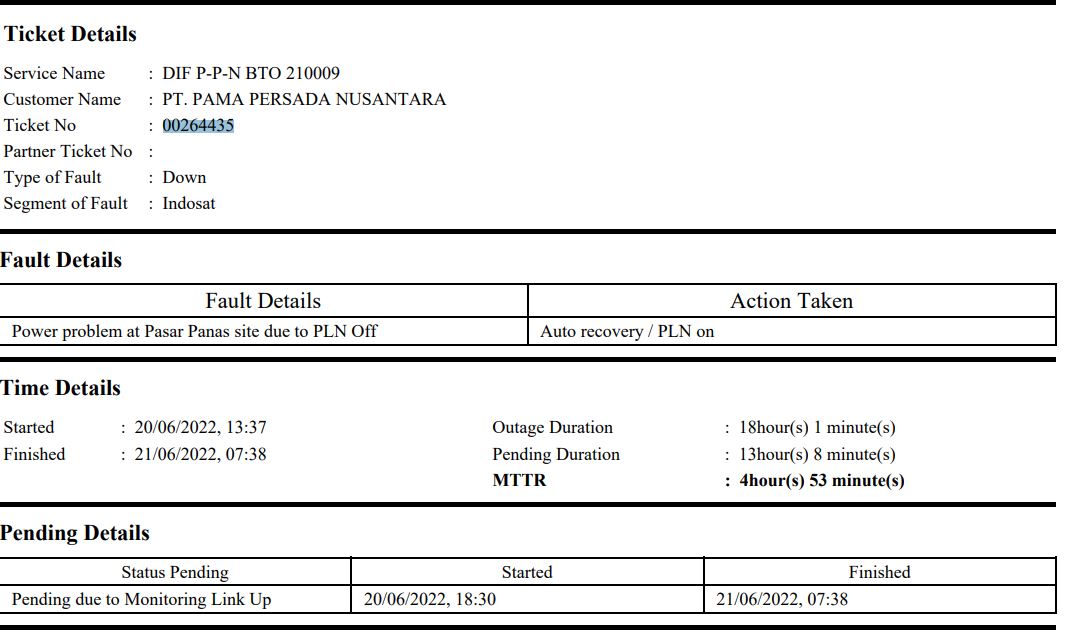 Ticket Details
Service Name : DIF P-P-N BTO 210009
Customer Name : PT. PAMA PERSADA NUSANTARA
Ticket No : 00264435
Partner Ticket No :
Type of Fault : Down
Segment of Fault : Indosat
Fault Details
Fault Details Action Taken
Power problem at Pasar Panas site due to PLN Off Auto recovery / PLN on
Time Details
Started : 20/06/2022, 13:37 Outage Duration : 18hour(s) 1 minute(s)
Finished : 21/06/2022, 07:38 Pending Duration : 13hour(s) 8 minute(s)
MTTR : 4hour(s) 53 minute(s)
Pending Details
Status Pending Started Finished
Pending due to Monitoring Link Up 20/06/2022, 18:30 21/06/2022, 07:38